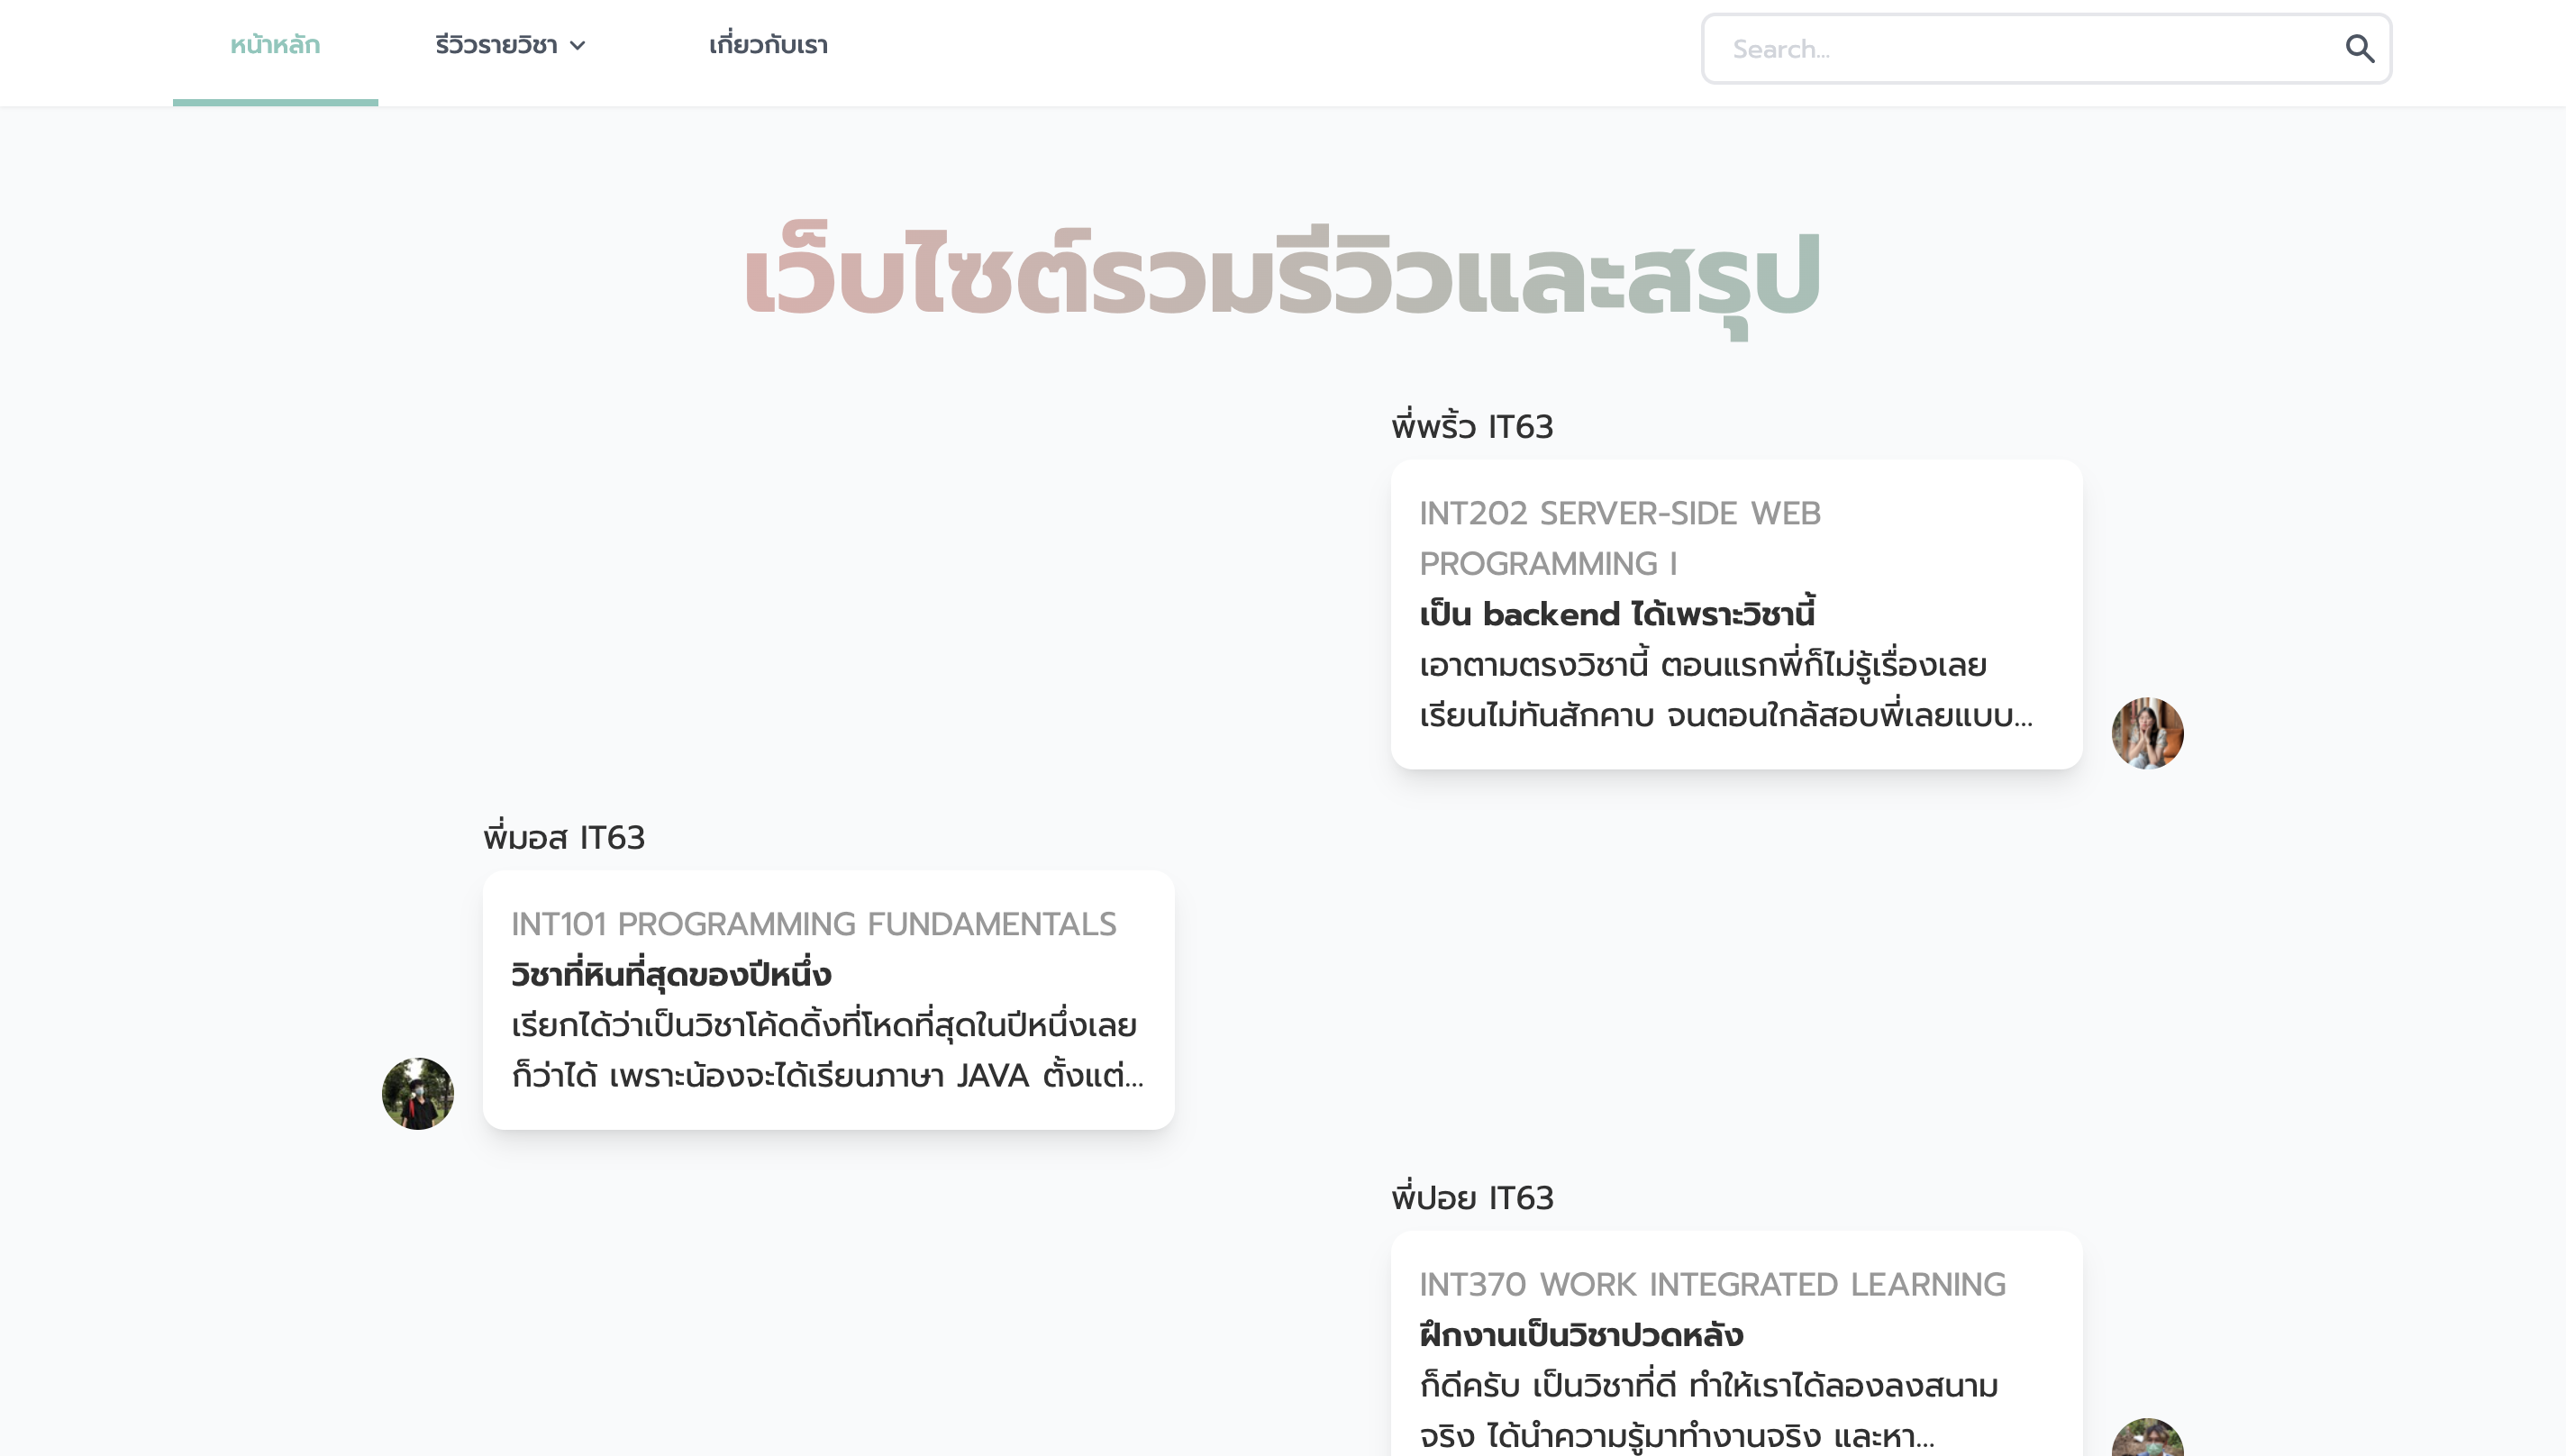 หน้าหลัก
รีวิวรายวิชา
เกี่ยวกับเรา
Search...
เว็บไซต์รวมรีวิวและสรุป
พี่พริ้ว IT63
INT202 SERVER-SIDE WEB
PROGRAMMING I
เป็น backend ได้เพราะวิชานี้
เอาตามตรงวิชานี้ ตอนแรกพี่ก็ไม่รู้เรื่องเลย
เรียนไม่ทันสักคาบ จนตอนใกล้สอบพี่เลยแบบ...
พี่มอส IT63
INT101 PROGRAMMING FUNDAMENTALS
วิชาที่หินที่สุดของปีหนึ่ง
เรียกได้ว่าเป็นวิชาโค้ดดิ้งที่โหดที่สุดในปีหนึ่งเลย
ก็ว่าได้ เพราะน้องจะได้เรียนภาษา JAVA ตั้งแต่...
พี่ปอย IT63
INT370 WORK INTEGRATED LEARNING
ฝึกงานเป็นวิชาปวดหลัง
ก็ดีครับ เป็นวิชาที่ดี ทำให้เราได้ลองลงสนาม
จริง ได้นำความรู้มาทำงานจริง และหา...